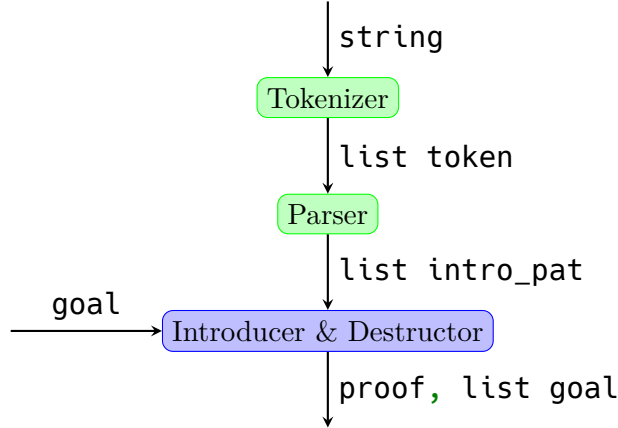 string
Tokenizer
list token
Parser
list intro_pat
goal
Introducer & Destructor
proof, list goal